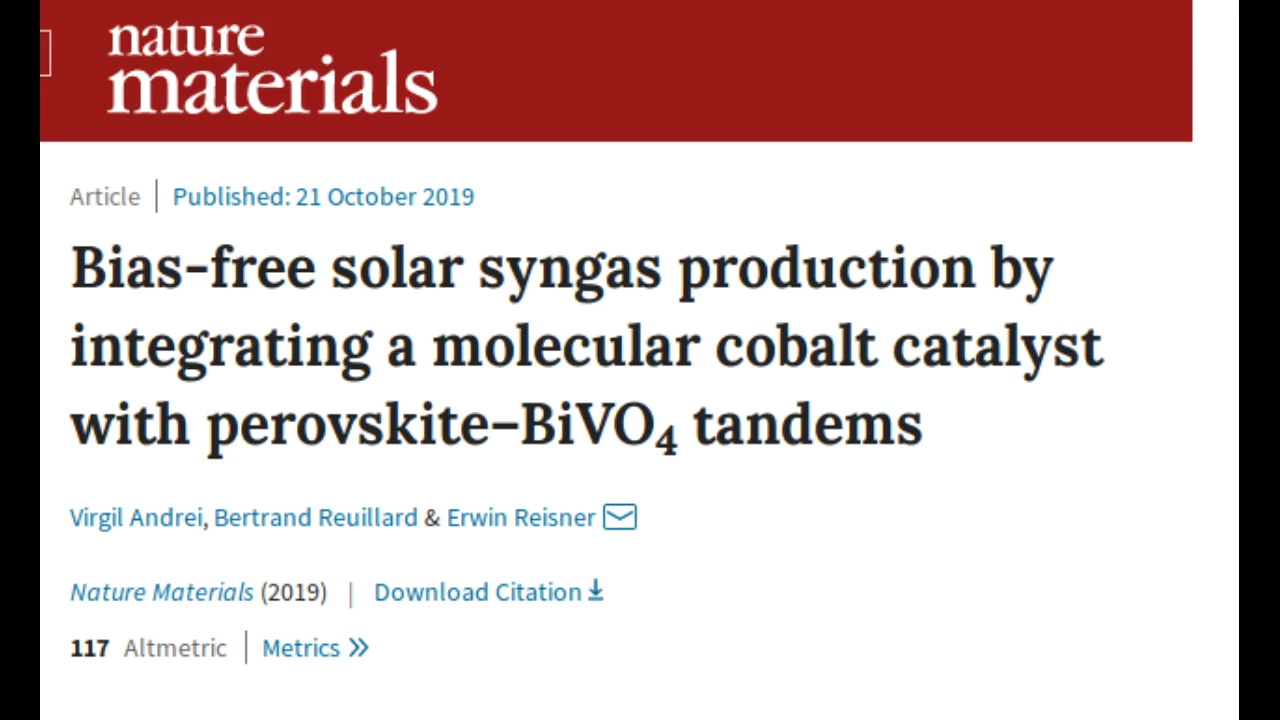 nature
materials
Article | Published: 21 October 2019
Bias-free solar syngas production by
integrating a molecular cobalt catalyst
with perovskite–BiVO₄ tandems
Virgil Andrei, Bertrand Reuillard & Erwin Reisner
Nature Materials (2019) | Download Citation
117 Altmetric | Metrics